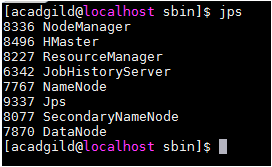 [acadgild@localhost sbin]$ jps
8336 NodeManager
8496 HMaster
8227 ResourceManager
6342 JobHistoryServer
7767 NameNode
9337 Jps
8077 SecondaryNameNode
7870 DataNode
[acadgild@localhost sbin]$